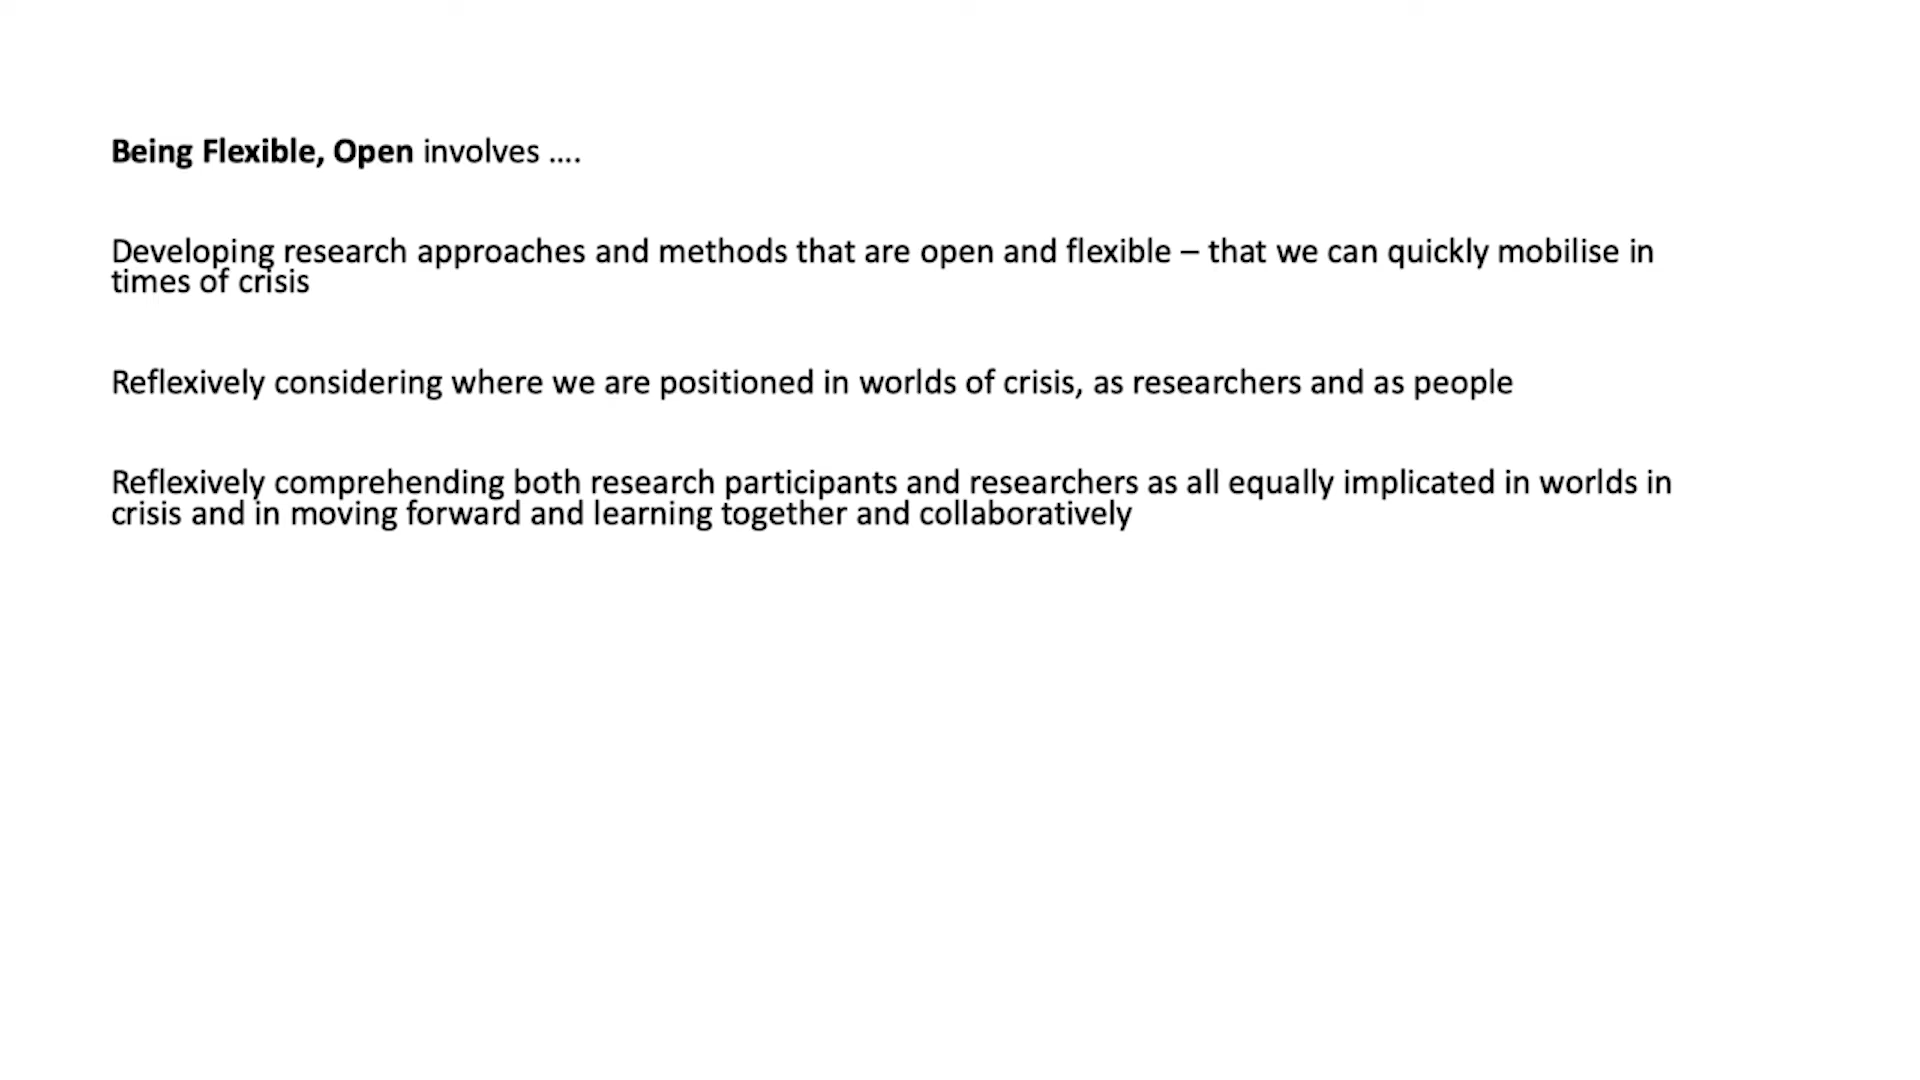 Being Flexible, Open involves ....
Developing research approaches and methods that are open and flexible – that we can quickly mobilise in
times of crisis
Reflexively considering where we are positioned in worlds of crisis, as researchers and as people
Reflexively comprehending both research participants and researchers as all equally implicated in worlds in
crisis and in moving forward and learning together and collaboratively